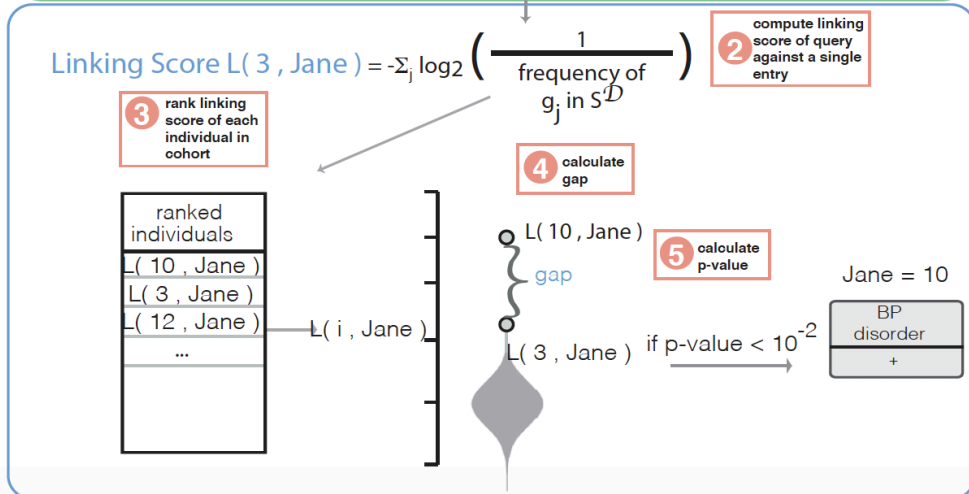 2 compute linking
score of query
against a single
entry
Linking Score L( 3 , Jane ) = -Σj log2 ( 1
frequency of
gj in S𝒟 )
3 rank linking
score of each
individual in
cohort
4 calculate
gap
ranked
individuals
L( 10 , Jane )
L( 3 , Jane )
L( 12 , Jane )
...
L( i , Jane )
L( 10 , Jane )
gap
L( 3 , Jane )
5 calculate
p-value
if p-value < 10-2
Jane = 10
BP
disorder
+